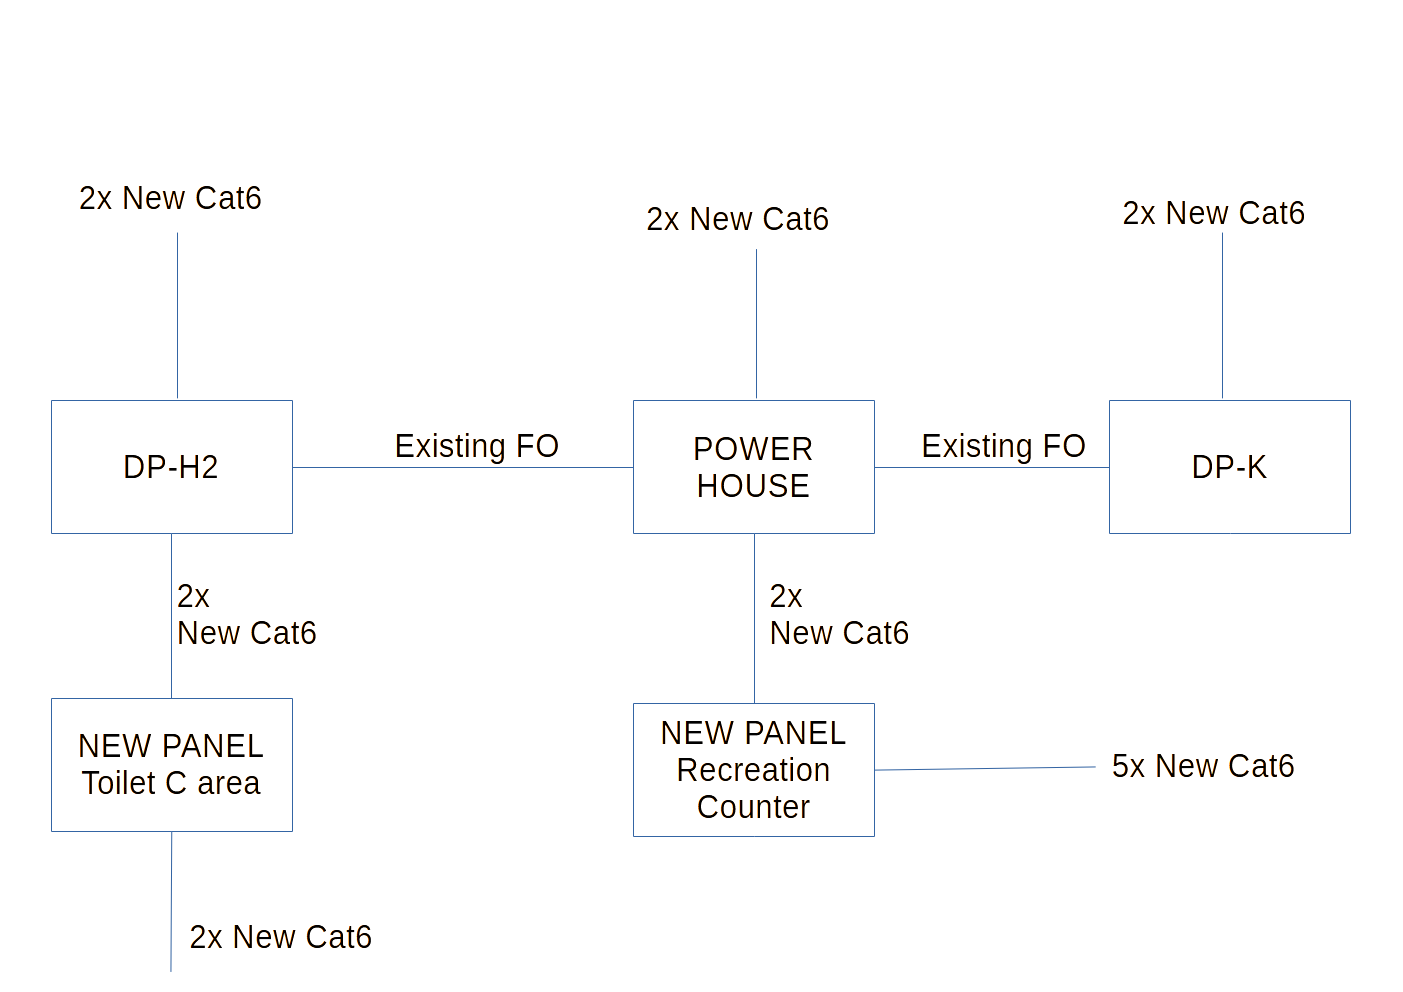 2x New Cat6
2x New Cat6
2x New Cat6
DP-H2
Existing FO
POWER
HOUSE
Existing FO
DP-K
2x
New Cat6
2x
New Cat6
NEW PANEL
Toilet C area
NEW PANEL
Recreation
Counter
5x New Cat6
2x New Cat6